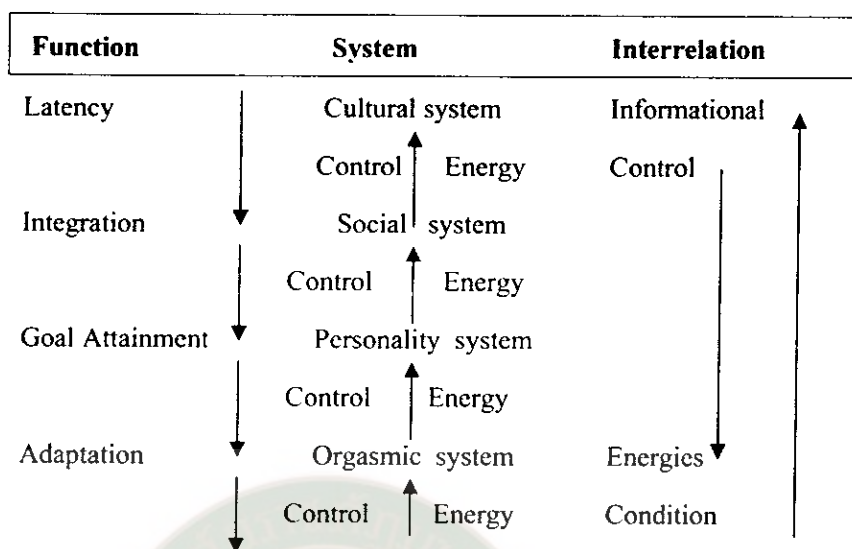 Function System Interrelation
Latency Cultural system Informational
Control Energy Control
Integration Social system
Control Energy
Goal Attainment Personality system
Control Energy
Adaptation Orgasmic system Energies
Control Energy Condition